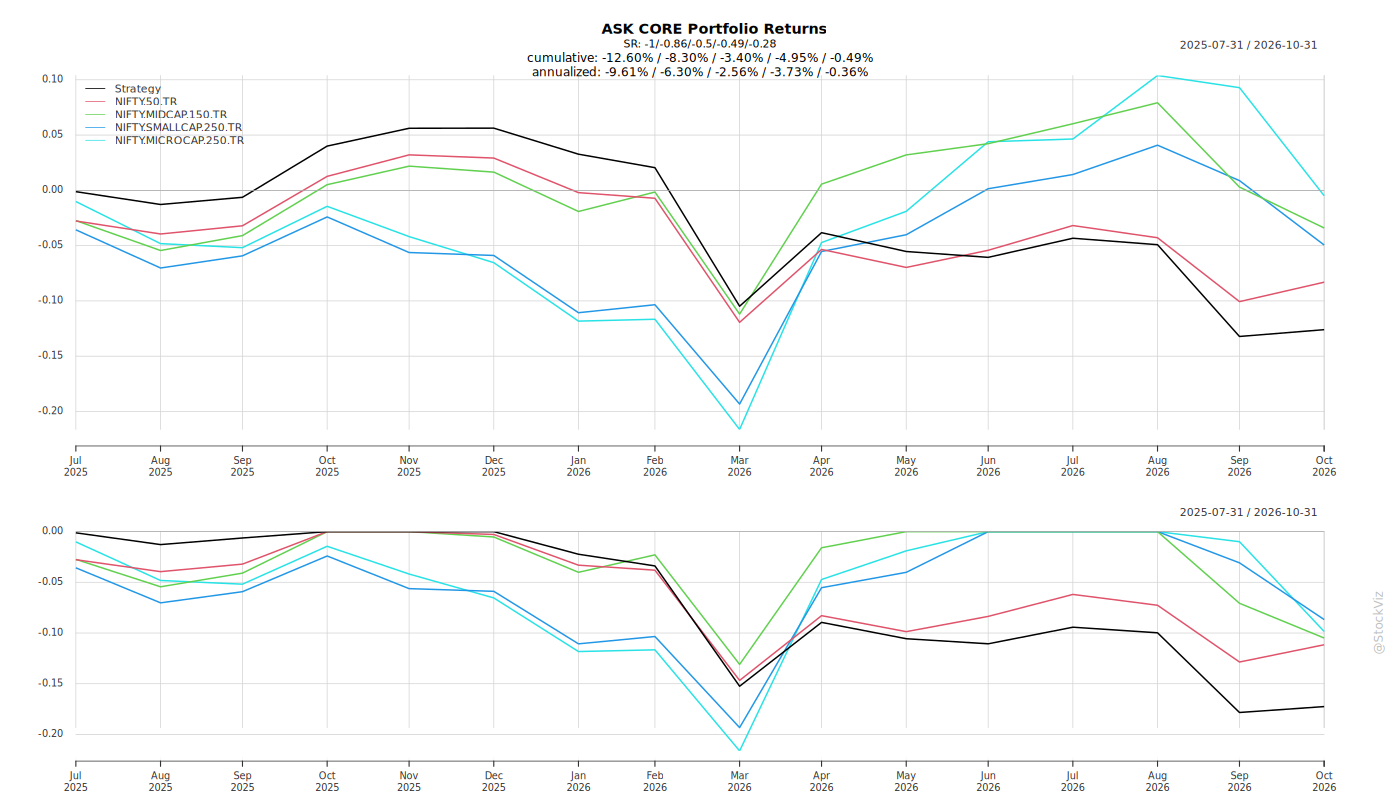 ASK CORE Portfolio Returns
SR: -1/-0.86/-0.5/-0.49/-0.28
cumulative: -12.60% / -8.30% / -3.40% / -4.95% / -0.49%
annualized: -9.61% / -6.30% / -2.56% / -3.73% / -0.36%
2025-07-31 / 2026-10-31
Strategy
NIFTY.50.TR
NIFTY.MIDCAP.150.TR
NIFTY.SMALLCAP.250.TR
NIFTY.MICROCAP.250.TR
0.10
0.05
0.00
-0.05
-0.10
-0.15
-0.20
Jul Aug Sep Oct Nov Dec Jan Feb Mar Apr May Jun Jul Aug Sep Oct
2025 2025 2025 2025 2025 2025 2026 2026 2026 2026 2026 2026 2026 2026 2026 2026
2025-07-31 / 2026-10-31
0.00
-0.05
-0.10
-0.15
-0.20
Jul Aug Sep Oct Nov Dec Jan Feb Mar Apr May Jun Jul Aug Sep Oct
2025 2025 2025 2025 2025 2025 2026 2026 2026 2026 2026 2026 2026 2026 2026 2026
@StockViz